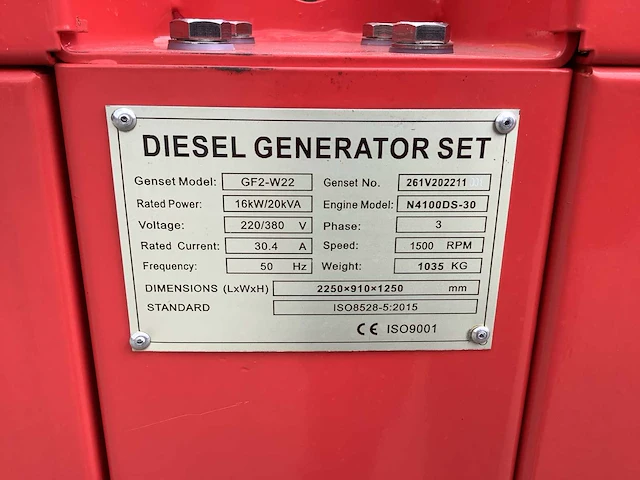 DIESEL GENERATOR SET
Genset Model: GF2-W22 Genset No. 261V202211
Rated Power: 16kW/20kVA Engine Model: N4100DS-30
Voltage: 220/380 V Phase: 3
Rated Current: 30.4 A Speed: 1500 RPM
Frequency: 50 Hz Weight: 1035 KG
DIMENSIONS (LxWxH) 2250×910×1250 mm
STANDARD ISO8528-5:2015
CE ISO9001